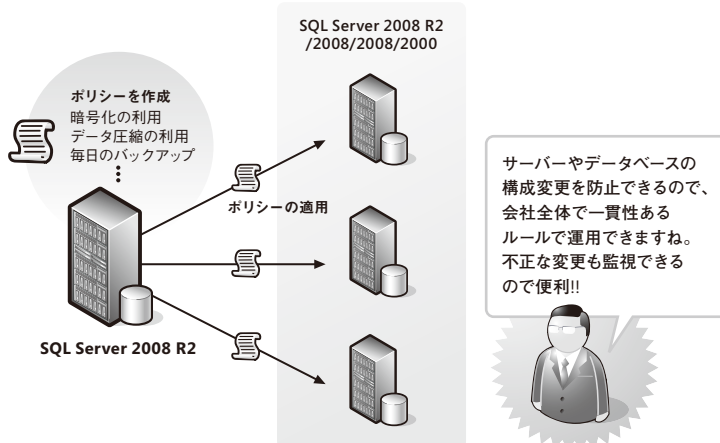 SQL Server 2008 R2
/2008/2008/2000
ポリシーを作成
暗号化の利用
データ圧縮の利用
毎日のバックアップ
⋮
ポリシーの適用
SQL Server 2008 R2
サーバーやデータベースの
構成変更を防止できるので、
会社全体で一貫性ある
ルールで運用できますね。
不正な変更も監視できる
ので便利!!